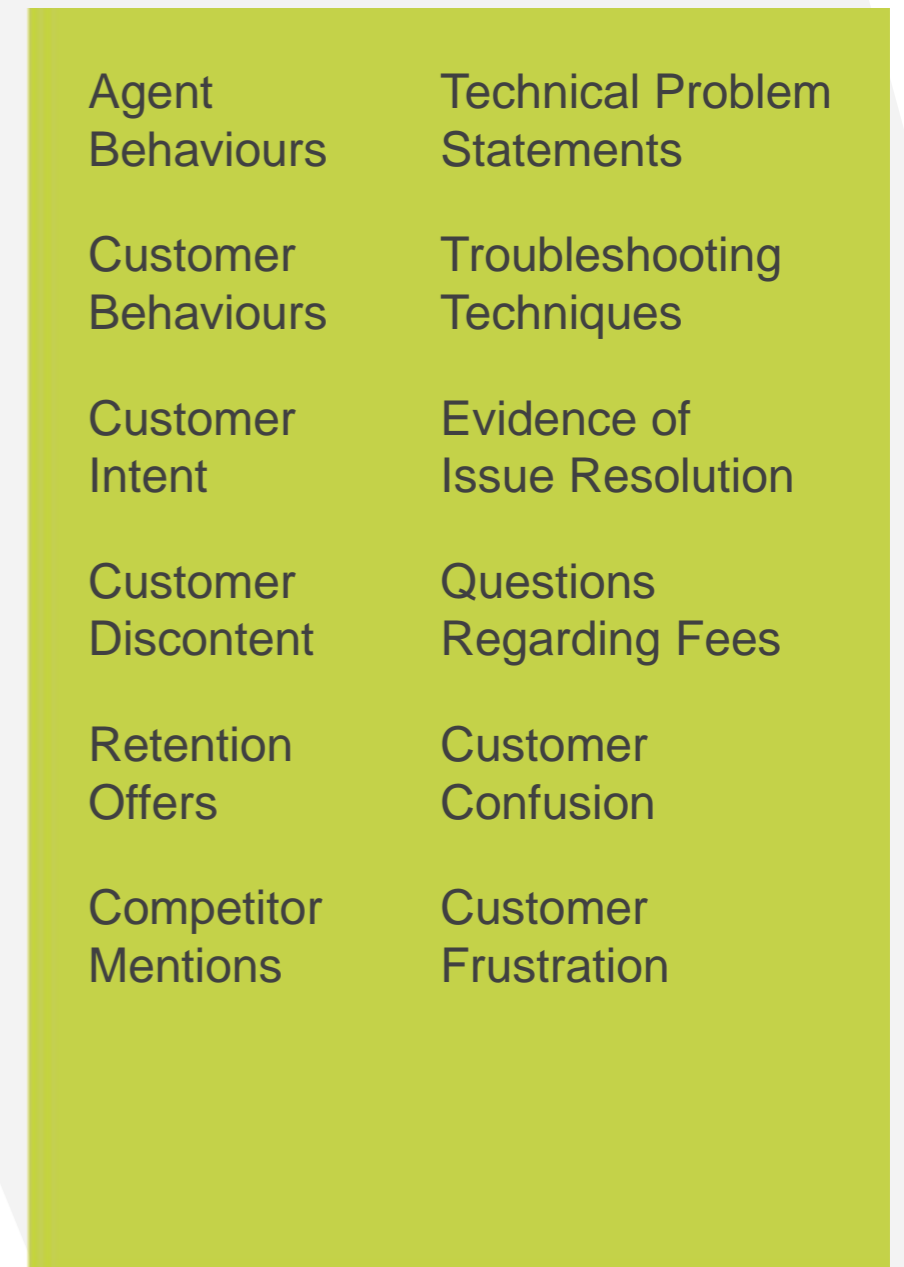 Agent
Behaviours
Customer
Behaviours
Customer
Intent
Customer
Discontent
Retention
Offers
Competitor
Mentions
Technical Problem
Statements
Troubleshooting
Techniques
Evidence of
Issue Resolution
Questions
Regarding Fees
Customer
Confusion
Customer
Frustration